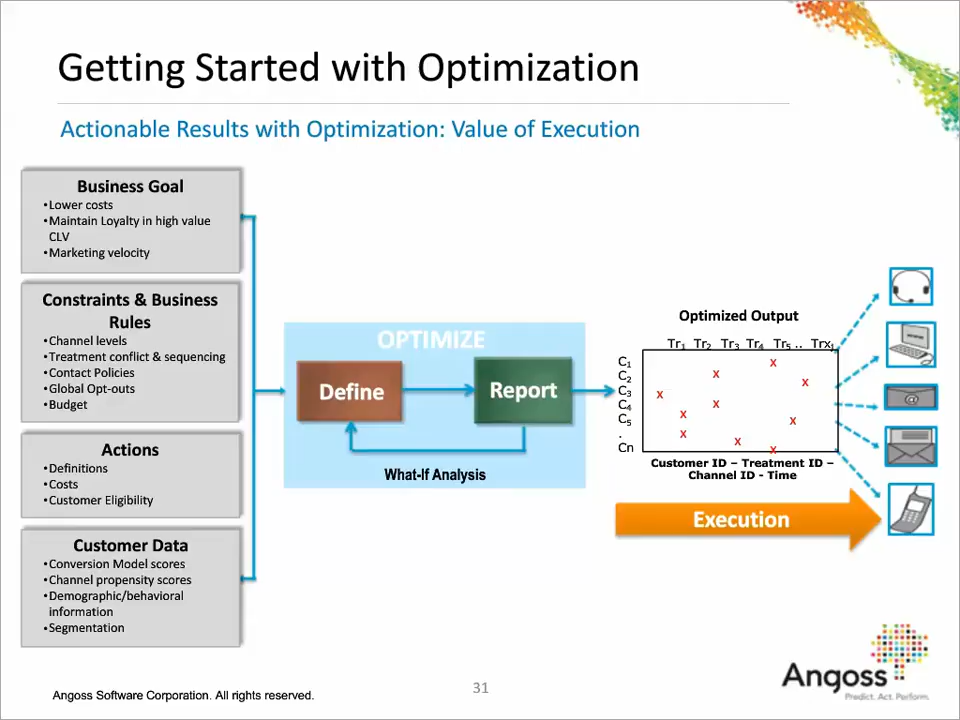 Getting Started with Optimization
Actionable Results with Optimization: Value of Execution
Business Goal
•Lower costs
•Maintain Loyalty in high value
CLV
•Marketing velocity
Constraints & Business
Rules
•Channel levels
•Treatment conflict & sequencing
•Contact Policies
•Global Opt-outs
•Budget
Actions
•Definitions
•Costs
•Customer Eligibility
Customer Data
•Conversion Model scores
•Channel propensity scores
•Demographic/behavioral
information
•Segmentation
OPTIMIZE
Define
Report
What-If Analysis
Optimized Output
Tr1 Tr2 Tr3 Tr4 Tr5 .. Trx1
C1
x
C2
x
x
C3
x
C4
x
x
C5
x
.
x
x
Cn
x
Customer ID – Treatment ID –
Channel ID - Time
Execution
@
Angoss
Predict. Act. Perform.
Angoss Software Corporation. All rights reserved.
31